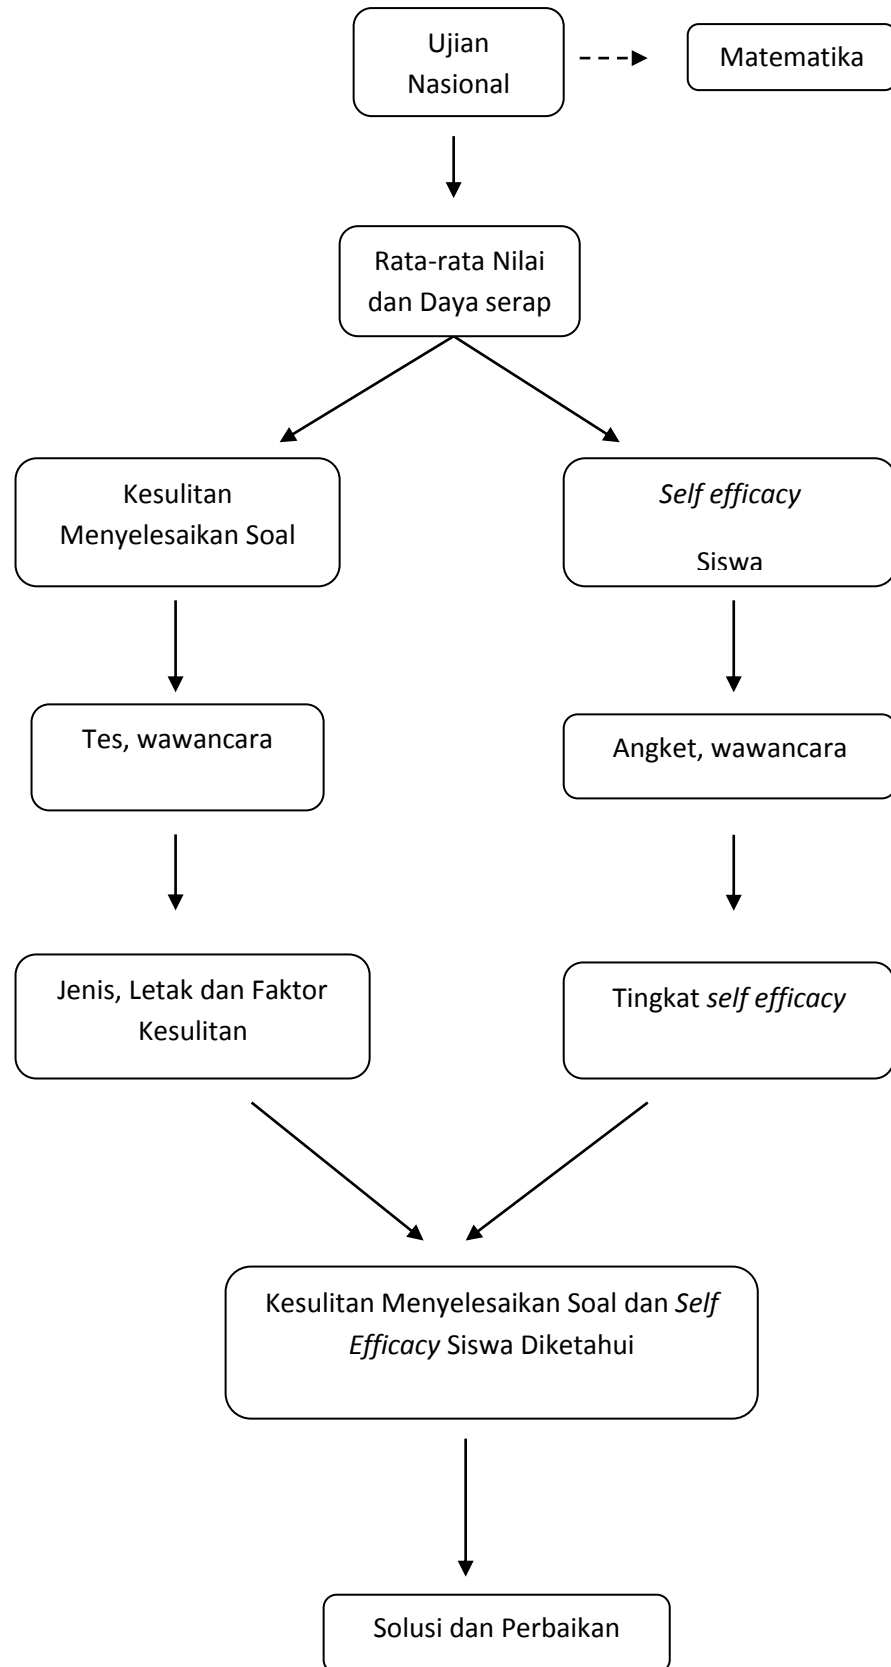 Ujian
Nasional
Matematika
Rata-rata Nilai
dan Daya serap
Kesulitan
Menyelesaikan Soal
Self efficacy
Siswa
Tes, wawancara
Angket, wawancara
Jenis, Letak dan Faktor
Kesulitan
Tingkat self efficacy
Kesulitan Menyelesaikan Soal dan Self
Efficacy Siswa Diketahui
Solusi dan Perbaikan